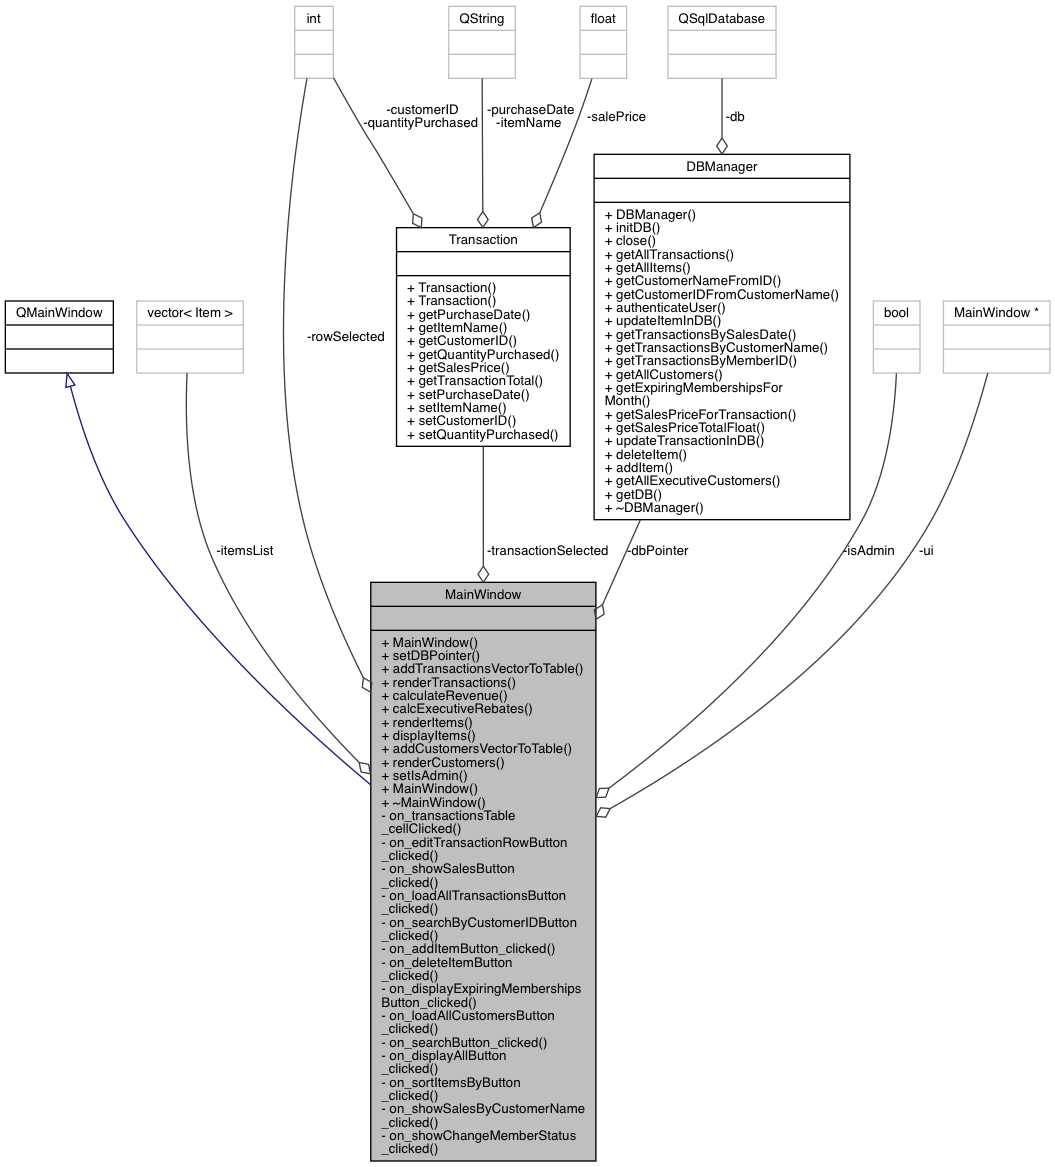 int
QString
float
QSqlDatabase
-customerID
-quantityPurchased
-purchaseDate
-itemName
-salePrice
-db
DBManager
+ DBManager()
+ initDB()
+ close()
+ getAllTransactions()
+ getAllItems()
+ getCustomerNameFromID()
+ getCustomerIDFromCustomerName()
+ authenticateUser()
+ updateItemInDB()
+ getTransactionsBySalesDate()
+ getTransactionsByCustomerName()
+ getTransactionsByMemberID()
+ getAllCustomers()
+ getExpiringMembershipsFor
Month()
+ getSalesPriceForTransaction()
+ getSalesPriceTotalFloat()
+ updateTransactionInDB()
+ deleteItem()
+ addItem()
+ getAllExecutiveCustomers()
+ getDB()
+ ~DBManager()
Transaction
+ Transaction()
+ Transaction()
+ getPurchaseDate()
+ getItemName()
+ getCustomerID()
+ getQuantityPurchased()
+ getSalesPrice()
+ getTransactionTotal()
+ setPurchaseDate()
+ setItemName()
+ setCustomerID()
+ setQuantityPurchased()
QMainWindow
vector< Item >
-rowSelected
bool
MainWindow *
-itemsList
-transactionSelected
-dbPointer
-isAdmin
-ui
MainWindow
+ MainWindow()
+ setDBPointer()
+ addTransactionsVectorToTable()
+ renderTransactions()
+ calculateRevenue()
+ calcExecutiveRebates()
+ renderItems()
+ displayItems()
+ addCustomersVectorToTable()
+ renderCustomers()
+ setIsAdmin()
+ MainWindow()
+ ~MainWindow()
- on_transactionsTable
_cellClicked()
- on_editTransactionRowButton
_clicked()
- on_showSalesButton
_clicked()
- on_loadAllTransactionsButton
_clicked()
- on_searchByCustomerIDButton
_clicked()
- on_addItemButton_clicked()
- on_deleteItemButton
_clicked()
- on_displayExpiringMemberships
Button_clicked()
- on_loadAllCustomersButton
_clicked()
- on_searchButton_clicked()
- on_displayAllButton
_clicked()
- on_sortItemsByButton
_clicked()
- on_showSalesByCustomerName
_clicked()
- on_showChangeMemberStatus
_clicked()